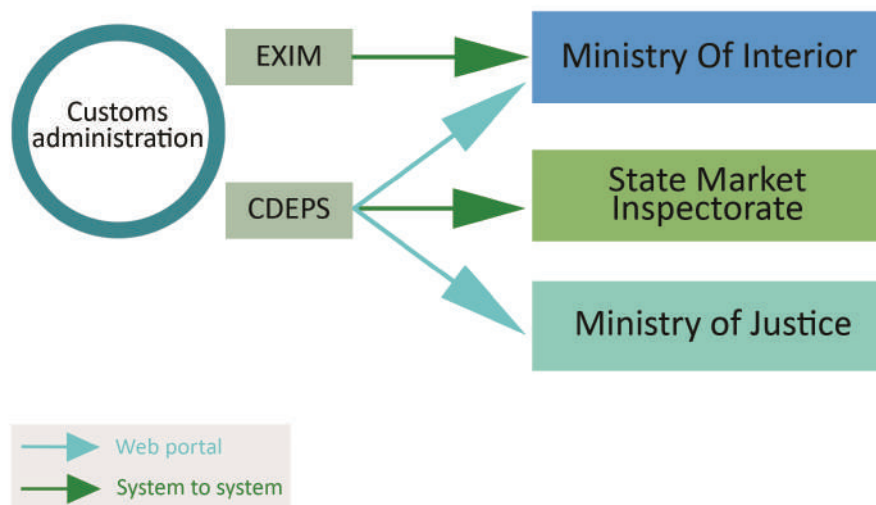 Customs
administration
EXIM
CDEPS
Ministry Of Interior
State Market
Inspectorate
Ministry of Justice
Web portal
System to system